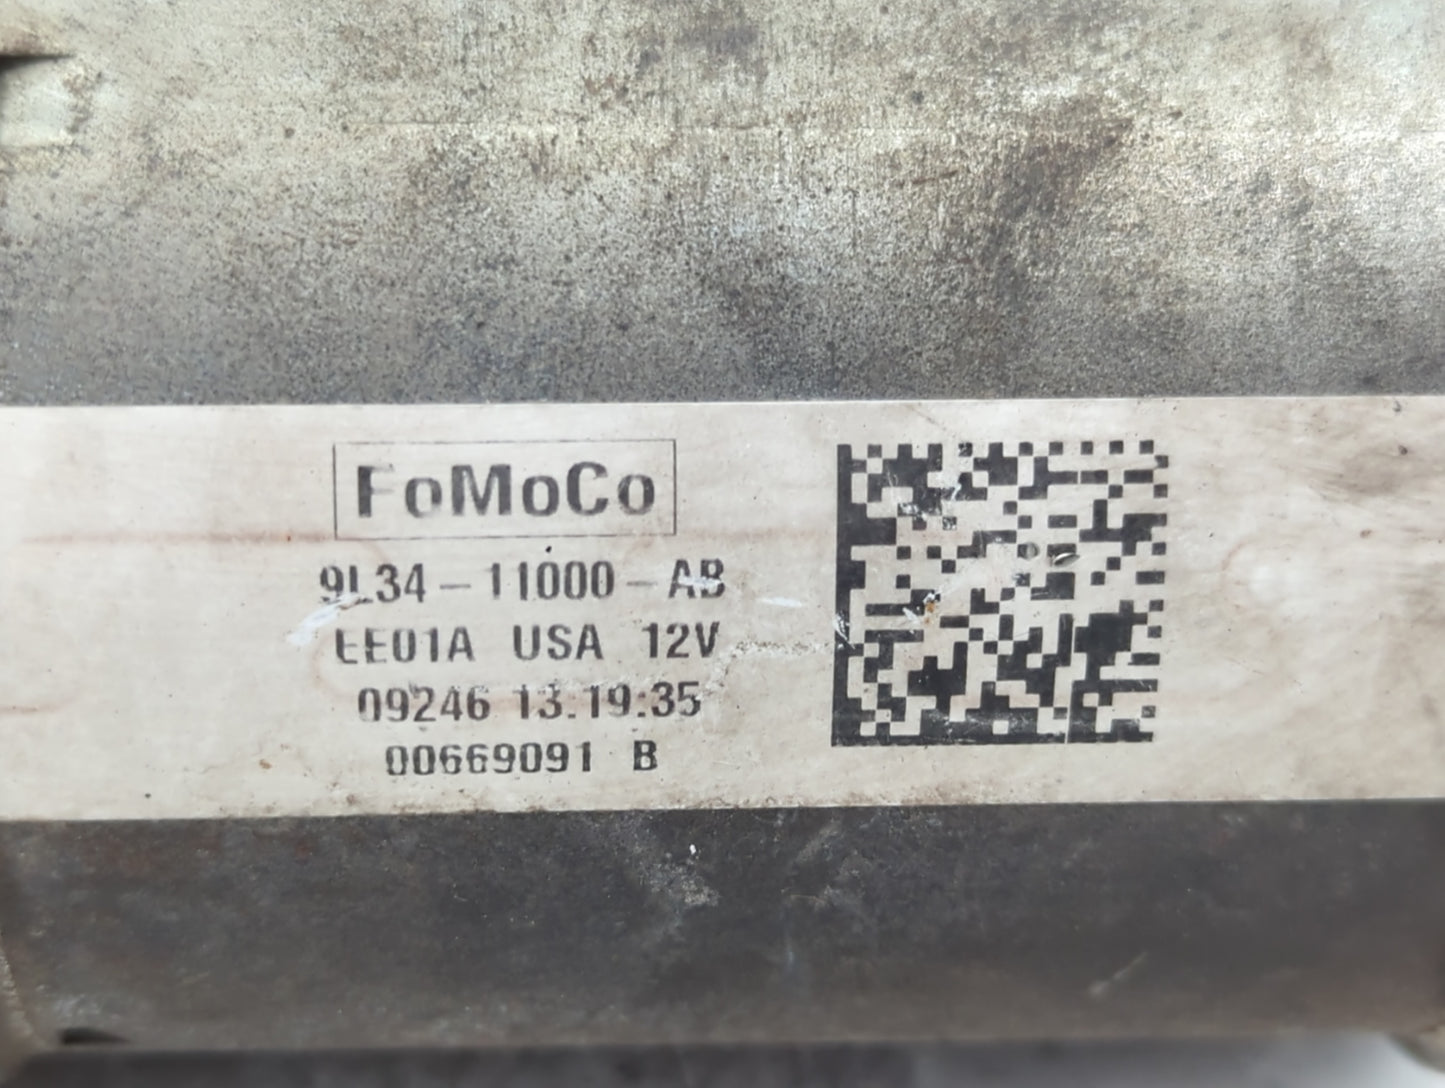 FoMoCo
9L34-11000-AB
EE01A USA 12V
09246 13:19:35
00669091 B